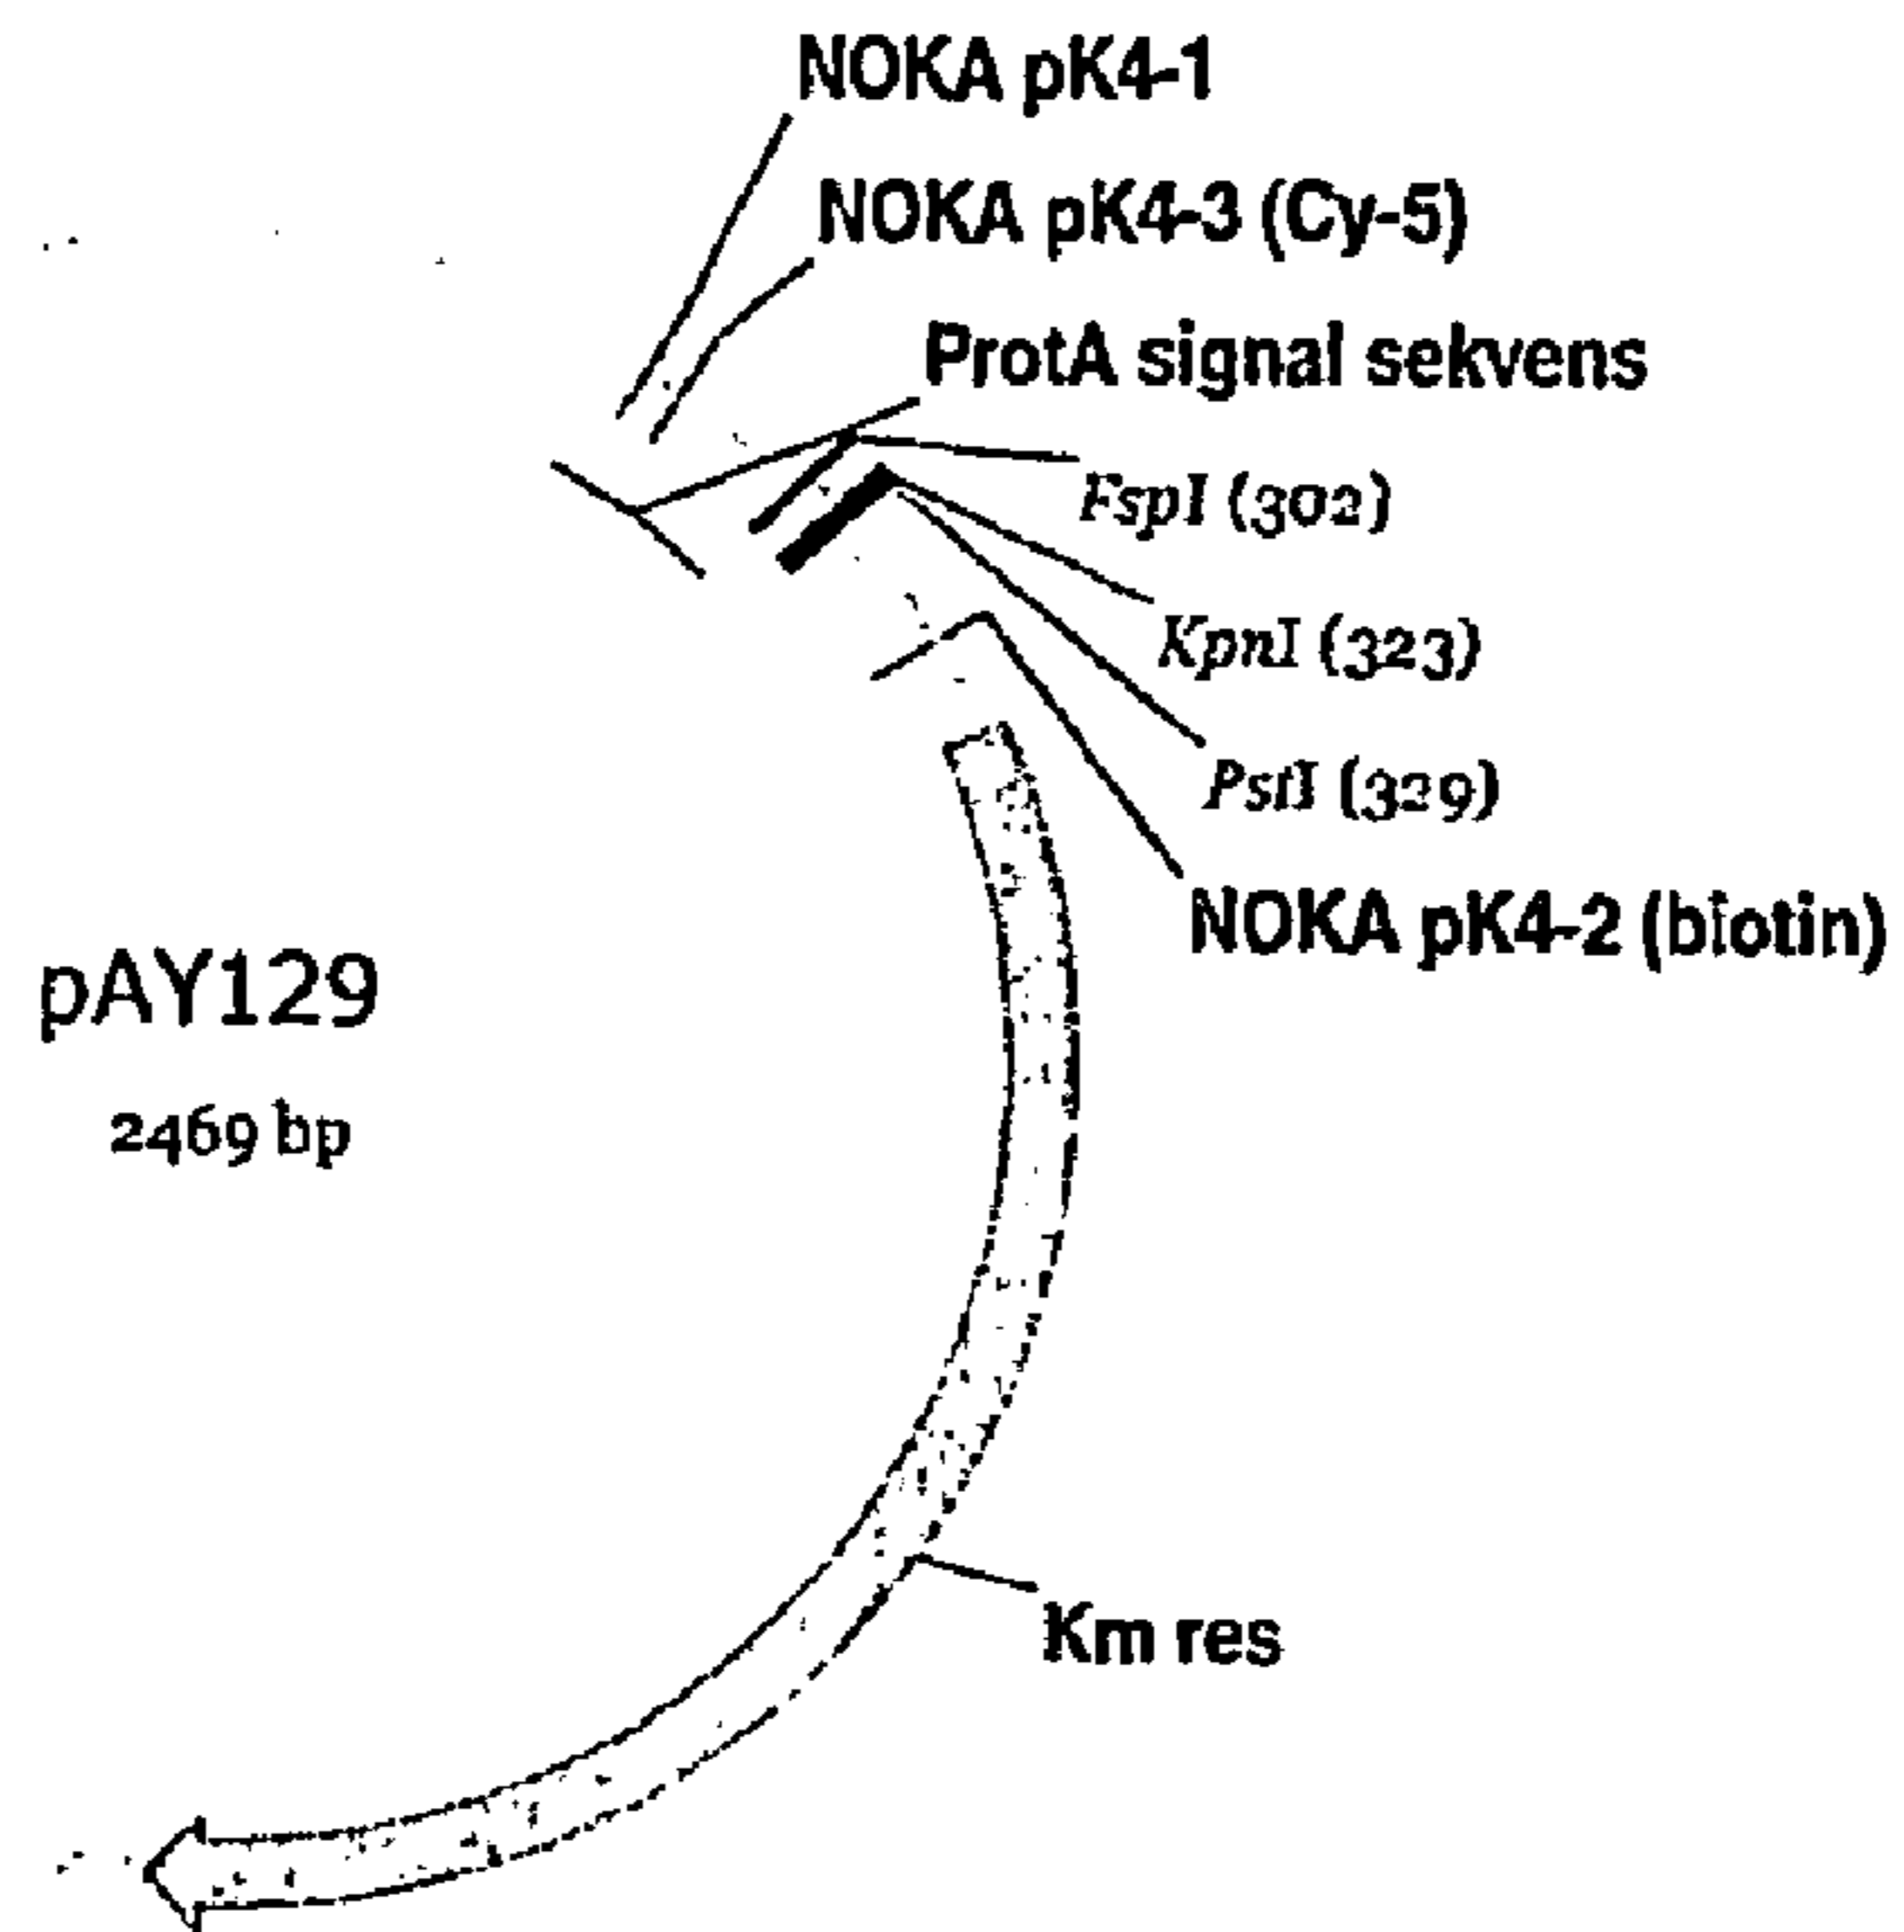 NOKA pK4-1
NOKA pK4-3 (Cy-5)
ProtA signal sekvens
FspI (302)
KpnI (323)
PstI (329)
NOKA pK4-2 (biotin)
pAY129
2469 bp
Km res